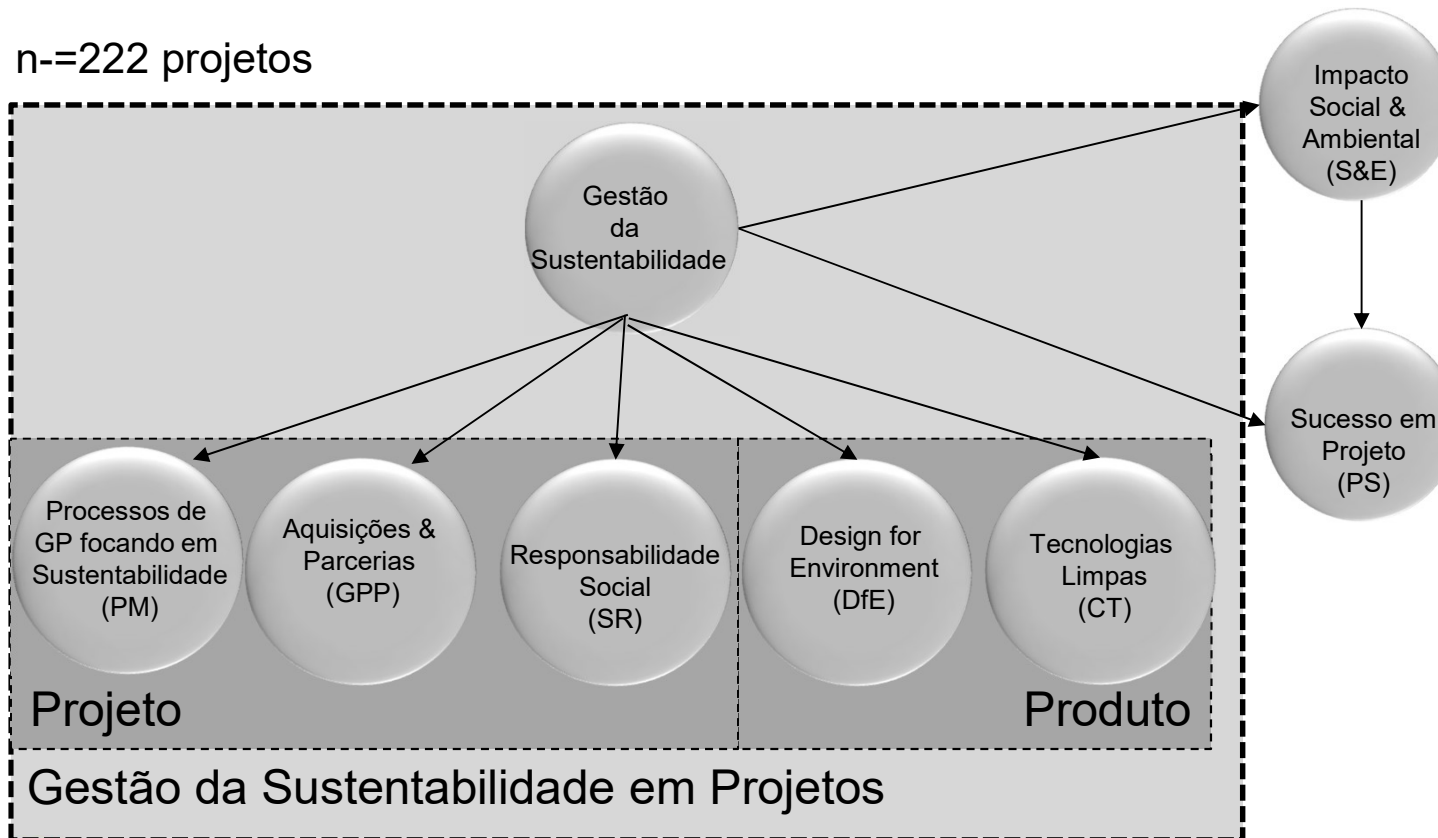 n-=222 projetos
Impacto
Social &
Ambiental
(S&E)
Gestão
da
Sustentabilidade
Sucesso em
Projeto
(PS)
Processos de
GP focando em
Sustentabilidade
(PM)
Aquisições &
Parcerias
(GPP)
Responsabilidade
Social
(SR)
Design for
Environment
(DfE)
Tecnologias
Limpas
(CT)
Projeto
Produto
Gestão da Sustentabilidade em Projetos